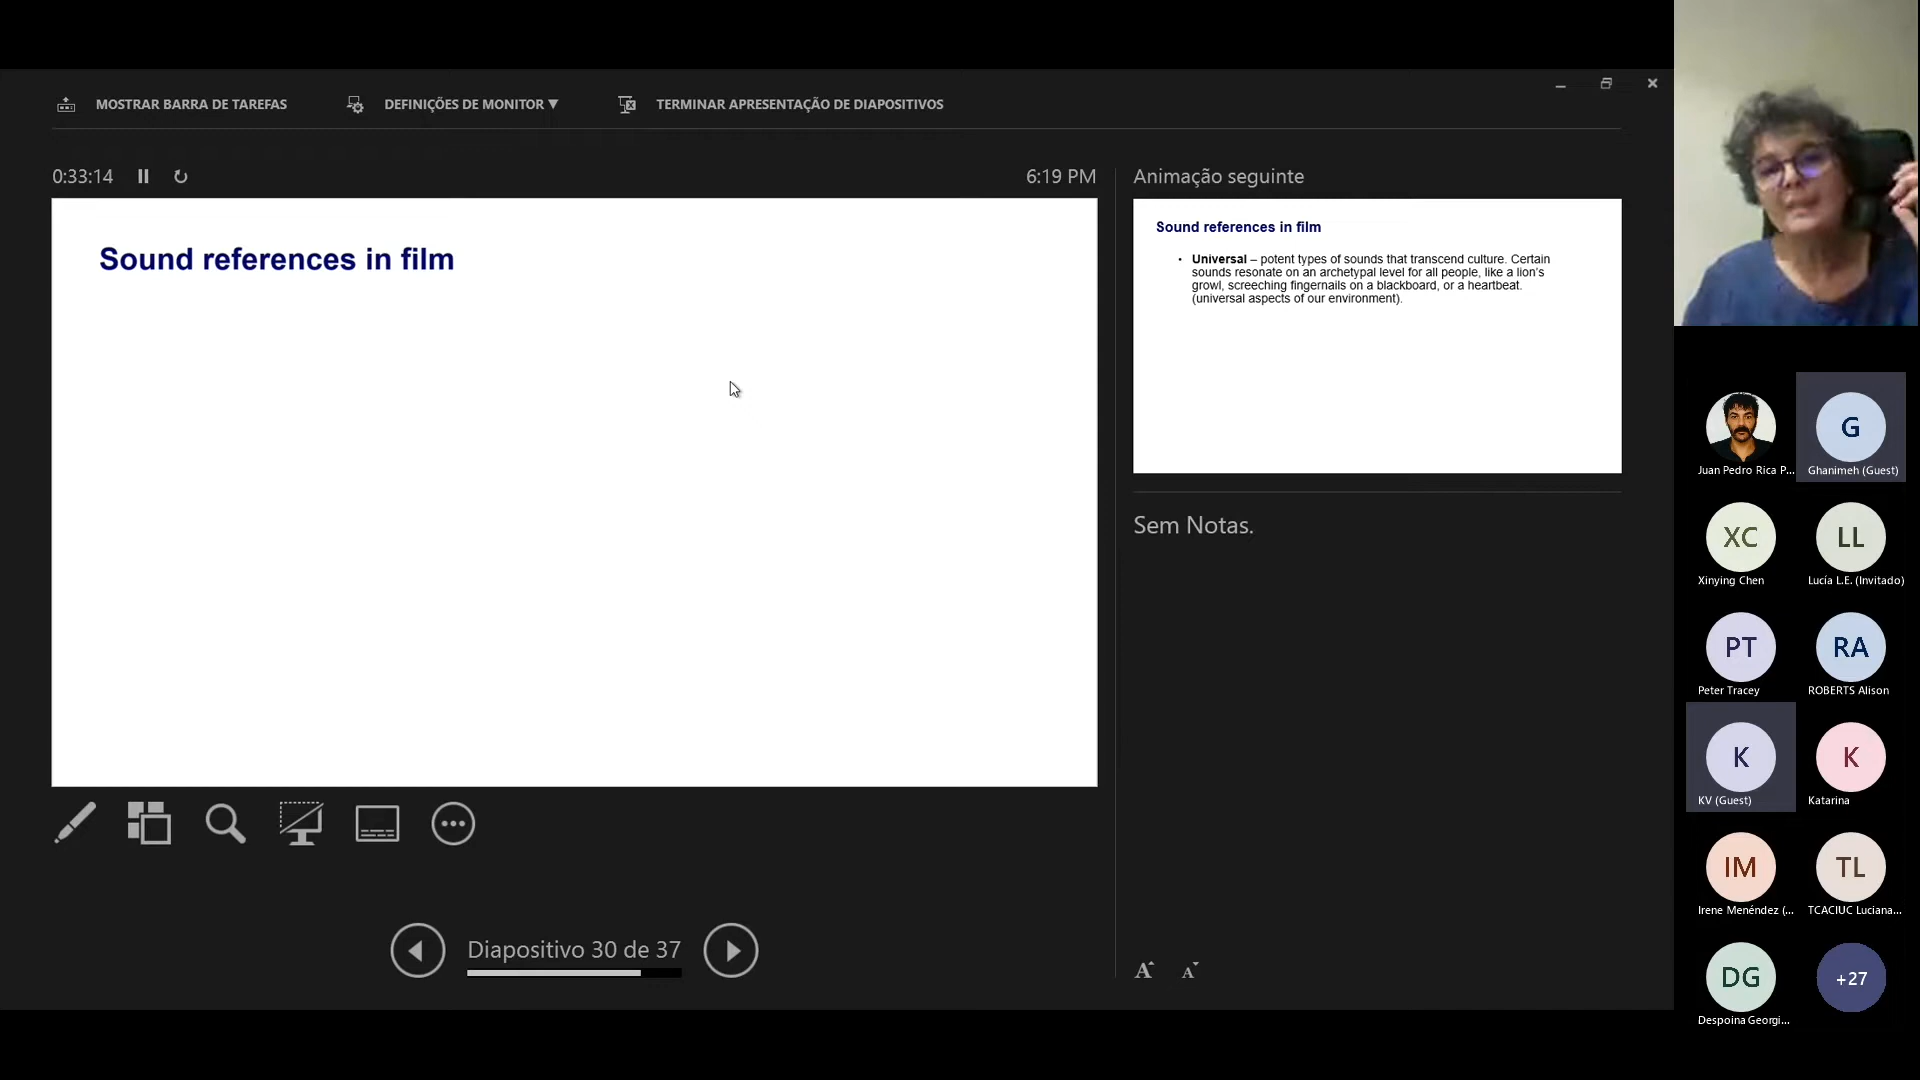 MOSTRAR BARRA DE TAREFAS
DEFINIÇÕES DE MONITOR ▼
TERMINAR APRESENTAÇÃO DE DIAPOSITIVOS
0:33:14
6:19 PM
Sound references in film
Diapositivo 30 de 37
Animação seguinte
Sound references in film
• Universal – potent types of sounds that transcend culture. Certain
sounds resonate on an archetypal level for all people, like a lion's
growl, screeching fingernails on a blackboard, or a heartbeat.
(universal aspects of our environment).
Sem Notas.
A A
Juan Pedro Rica P...
G
Ghanimeh (Guest)
XC
Xinying Chen
LL
Lucía L.E. (Invitado)
PT
Peter Tracey
RA
ROBERTS Alison
K
KV (Guest)
K
Katarina
IM
Irene Menéndez (...
TL
TCACIUC Luciana...
DG
Despoina Georgi...
+27